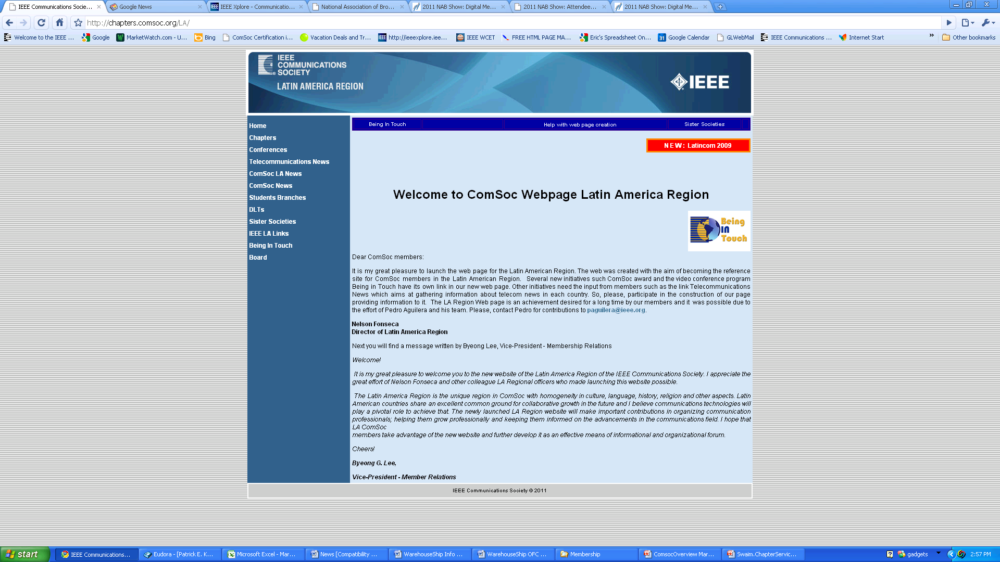 IEEE Communications Socie...
Google News
IEEE Xplore - Communicatio...
National Association of Bro...
2011 NAB Show: Digital Me...
2011 NAB Show: Attendee...
2011 NAB Show: Digital Me...
http://chapters.comsoc.org/LA/
Welcome to the IEEE ...
Google
MarketWatch.com - U...
Bing
ComSoc Certification i...
Vacation Deals and Tr...
http://ieeexplore.iee...
IEEE WCET
FREE HTML PAGE MA...
Eric's Spreadsheet On...
Google Calendar
GLWebMail
IEEE Communications ...
Internet Start
»
Other bookmarks
IEEE
COMMUNICATIONS
SOCIETY
LATIN AMERICA REGION
IEEE
Home
Chapters
Conferences
Telecommunications News
ComSoc LA News
ComSoc News
Students Branches
DLTs
Sister Societies
IEEE LA Links
Being In Touch
Board
Being In Touch
Help with web page creation
Sister Societies
NEW: Latincom 2009
Welcome to ComSoc Webpage Latin America Region
Being
IN
Touch
Dear ComSoc members:
It is my great pleasure to launch the web page for the Latin American Region. The web was created with the aim of becoming the reference
site for ComSoc members in the Latin American Region. Several new initiatives such ComSoc award and the video conference program
Being in Touch have its own link in our new web page. Other initiatives need the input from members such as the link Telecommunications
News which aims at gathering information about telecom news in each country. So, please, participate in the construction of our page
providing information to it. The LA Region Web page is an achievement desired for a long time by our members and it was possible due to
the effort of Pedro Aguilera and his team. Please, contact Pedro for contributions to paguilera@ieee.org.
Nelson Fonseca
Director of Latin America Region
Next you will find a message written by Byeong Lee, Vice-President - Membership Relations
Welcome!
It is my great pleasure to welcome you to the new website of the Latin America Region of the IEEE Communications Society. I appreciate the
great effort of Nelson Fonseca and other colleague LA Regional officers who made launching this website possible.
The Latin America Region is the unique region in ComSoc with homogeneity in culture, language, history, religion and other aspects. Latin
American countries share an excellent common ground for collaborative growth in the future and I believe communications technologies will
play a pivotal role to achieve that. The newly launched LA Region website will make important contributions in organizing communication
professionals; helping them grow professionally and keeping them informed on the advancements in the communications field. I hope that
LA ComSoc
members take advantage of the new website and further develop it as an effective means of informational and organizational forum.
Cheers!
Byeong G. Lee,
Vice-President - Member Relations
IEEE Communications Society © 2011
start
IEEE Communications...
Eudora - [Patrick E. K...
Microsoft Excel - Mar...
News [Compatibility ...
WarehouseShip Info ...
WarehouseShip OFC ...
Membership
ComsocOverview Mar...
Swaim.ChapterServic...
gadgets
2:57 PM